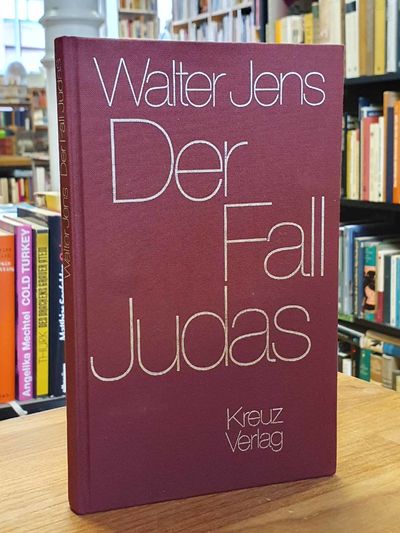 Walter Jens
Der
Fall
Judas
Kreuz
Verlag
Walter Jens Der Fall Judas
Angelika Mechtel COLD TURKEY